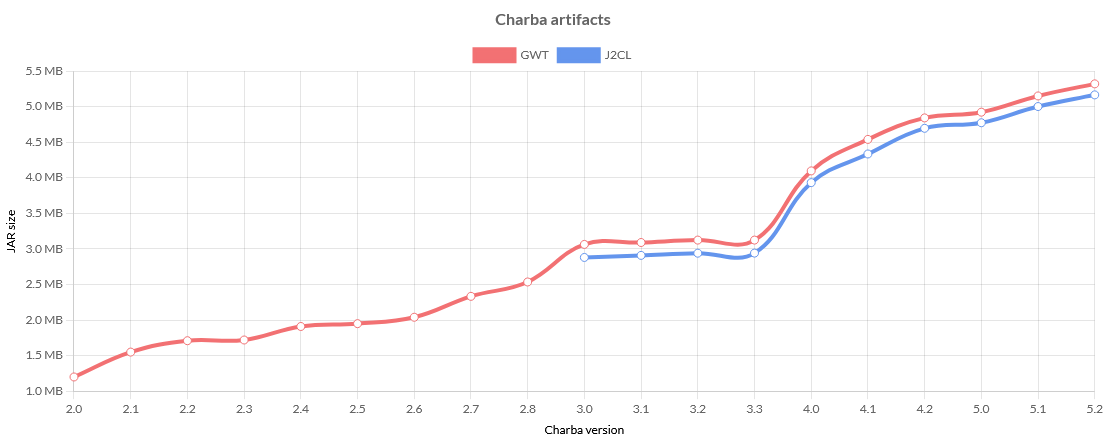 Charba artifacts
GWT J2CL
5.5 MB
5.0 MB
4.5 MB
4.0 MB
3.5 MB
3.0 MB
2.5 MB
2.0 MB
1.5 MB
1.0 MB
JAR size
2.0 2.1 2.2 2.3 2.4 2.5 2.6 2.7 2.8 3.0 3.1 3.2 3.3 4.0 4.1 4.2 5.0 5.1 5.2
Charba version